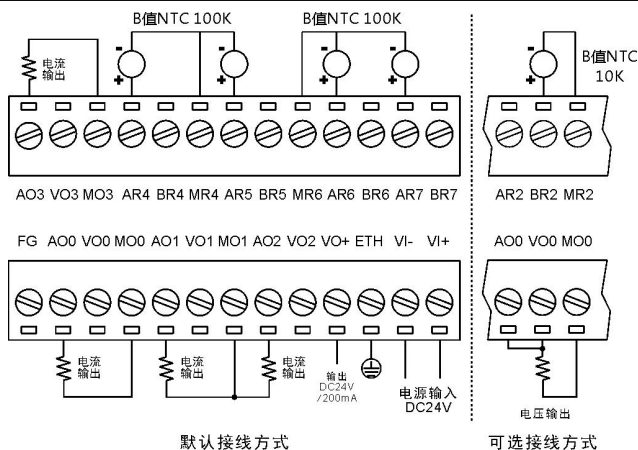 B值NTC 100K B值NTC 100K
电流
输出
B值NTC
10K
AO3 VO3 MO3 AR4 BR4 MR4 AR5 BR5 MR6 AR6 BR6 AR7 BR7
AR2 BR2 MR2
FG AO0 VO0 MO0 AO1 VO1 MO1 AO2 VO2 VO+ ETH VI- VI+
AO0 VO0 MO0
电流
输出
电流
输出
电流
输出
输出
DC24V
/200mA
电源输入
DC24V
电压输出
默认接线方式
可选接线方式